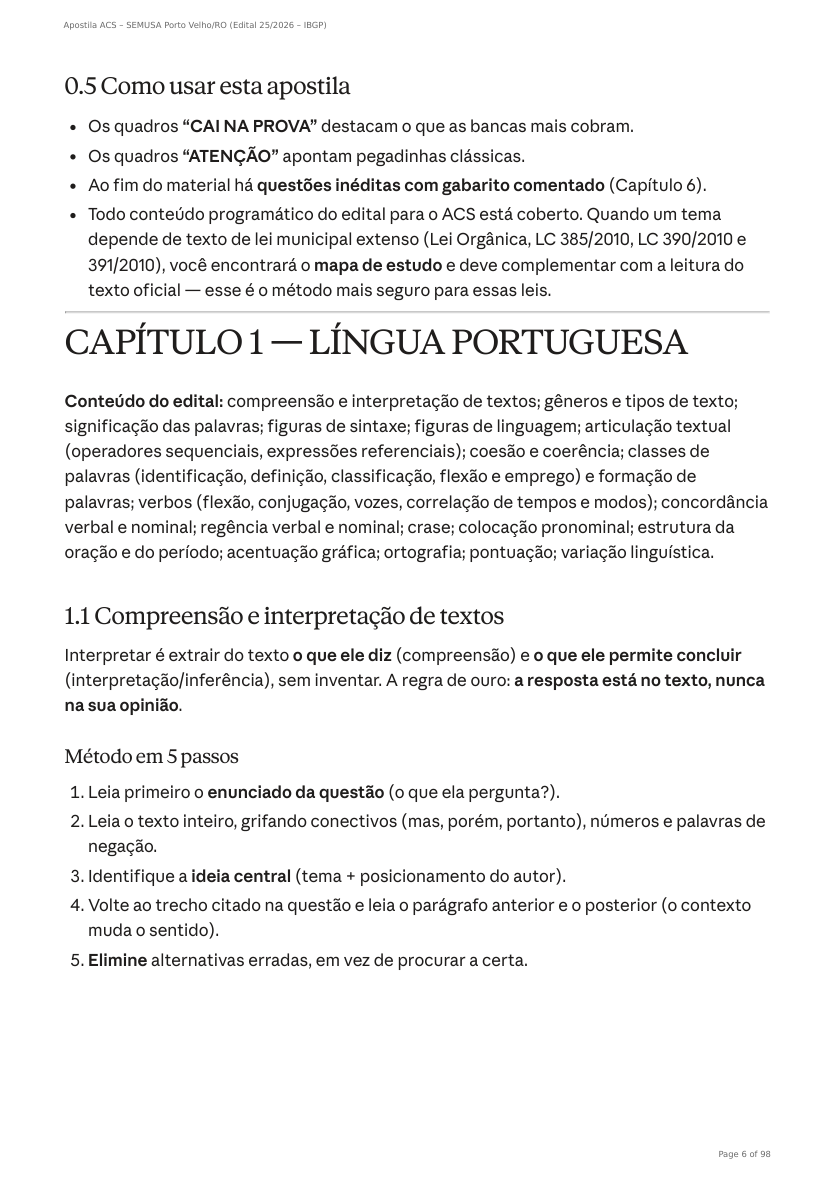 Apostila ACS – SEMUSA Porto Velho/RO (Edital 25/2026 – IBGP)
0.5 Como usar esta apostila
• Os quadros “CAI NA PROVA” destacam o que as bancas mais cobram.
• Os quadros “ATENÇÃO” apontam pegadinhas clássicas.
• Ao fim do material há questões inéditas com gabarito comentado (Capítulo 6).
• Todo conteúdo programático do edital para o ACS está coberto. Quando um tema
depende de texto de lei municipal extenso (Lei Orgânica, LC 385/2010, LC 390/2010 e
391/2010), você encontrará o mapa de estudo e deve complementar com a leitura do
texto oficial — esse é o método mais seguro para essas leis.
CAPÍTULO 1 — LÍNGUA PORTUGUESA
Conteúdo do edital: compreensão e interpretação de textos; gêneros e tipos de texto;
significação das palavras; figuras de sintaxe; figuras de linguagem; articulação textual
(operadores sequenciais, expressões referenciais); coesão e coerência; classes de
palavras (identificação, definição, classificação, flexão e emprego) e formação de
palavras; verbos (flexão, conjugação, vozes, correlação de tempos e modos); concordância
verbal e nominal; regência verbal e nominal; crase; colocação pronominal; estrutura da
oração e do período; acentuação gráfica; ortografia; pontuação; variação linguística.
1.1 Compreensão e interpretação de textos
Interpretar é extrair do texto o que ele diz (compreensão) e o que ele permite concluir
(interpretação/inferência), sem inventar. A regra de ouro: a resposta está no texto, nunca
na sua opinião.
Método em 5 passos
1. Leia primeiro o enunciado da questão (o que ela pergunta?).
2. Leia o texto inteiro, grifando conectivos (mas, porém, portanto), números e palavras de
negação.
3. Identifique a ideia central (tema + posicionamento do autor).
4. Volte ao trecho citado na questão e leia o parágrafo anterior e o posterior (o contexto
muda o sentido).
5. Elimine alternativas erradas, em vez de procurar a certa.
Page 6 of 98